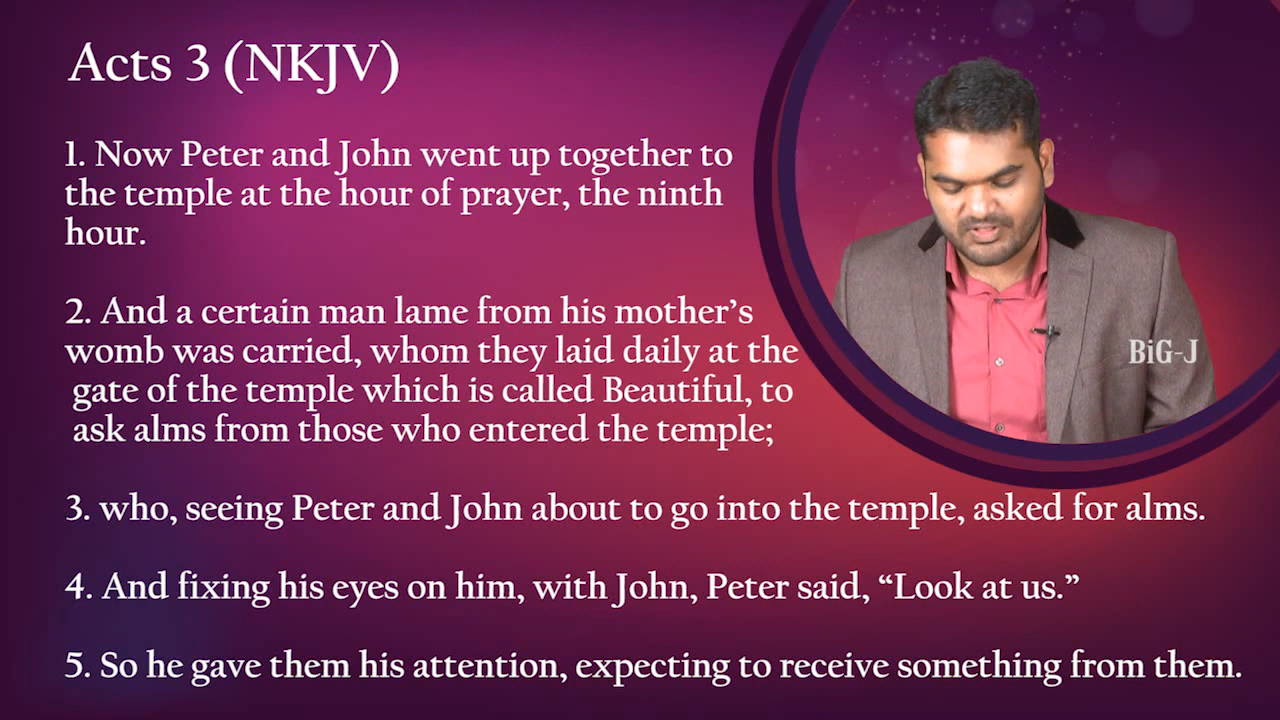 Acts 3 (NKJV)
1. Now Peter and John went up together to
the temple at the hour of prayer, the ninth
hour.
2. And a certain man lame from his mother’s
womb was carried, whom they laid daily at the
gate of the temple which is called Beautiful, to
ask alms from those who entered the temple;
3. who, seeing Peter and John about to go into the temple, asked for alms.
4. And fixing his eyes on him, with John, Peter said, “Look at us.”
5. So he gave them his attention, expecting to receive something from them.
BiG-J